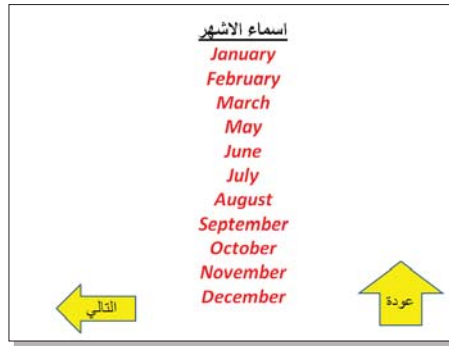 اسماء الاشهر
January
February
March
May
June
July
August
September
October
November
December
عودة
التالي